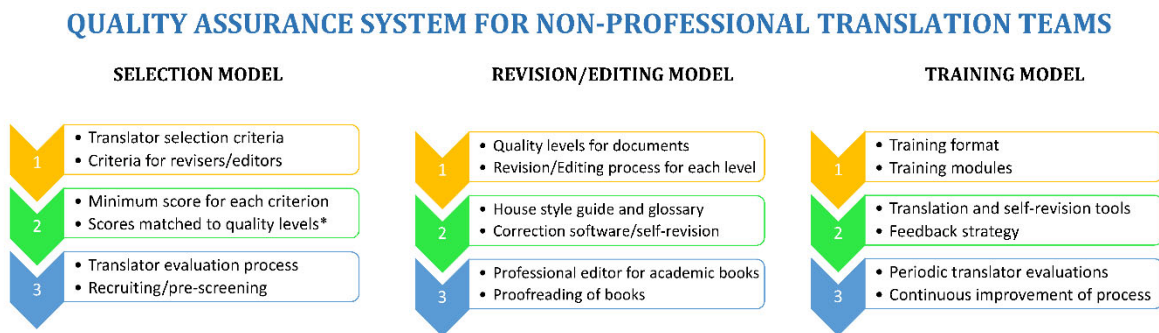 QUALITY ASSURANCE SYSTEM FOR NON-PROFESSIONAL TRANSLATION TEAMS
SELECTION MODEL
1
• Translator selection criteria
• Criteria for revisers/editors
2
• Minimum score for each criterion
• Scores matched to quality levels*
3
• Translator evaluation process
• Recruiting/pre-screening
REVISION/EDITING MODEL
1
• Quality levels for documents
• Revision/Editing process for each level
2
• House style guide and glossary
• Correction software/self-revision
3
• Professional editor for academic books
• Proofreading of books
TRAINING MODEL
1
• Training format
• Training modules
2
• Translation and self-revision tools
• Feedback strategy
3
• Periodic translator evaluations
• Continuous improvement of process